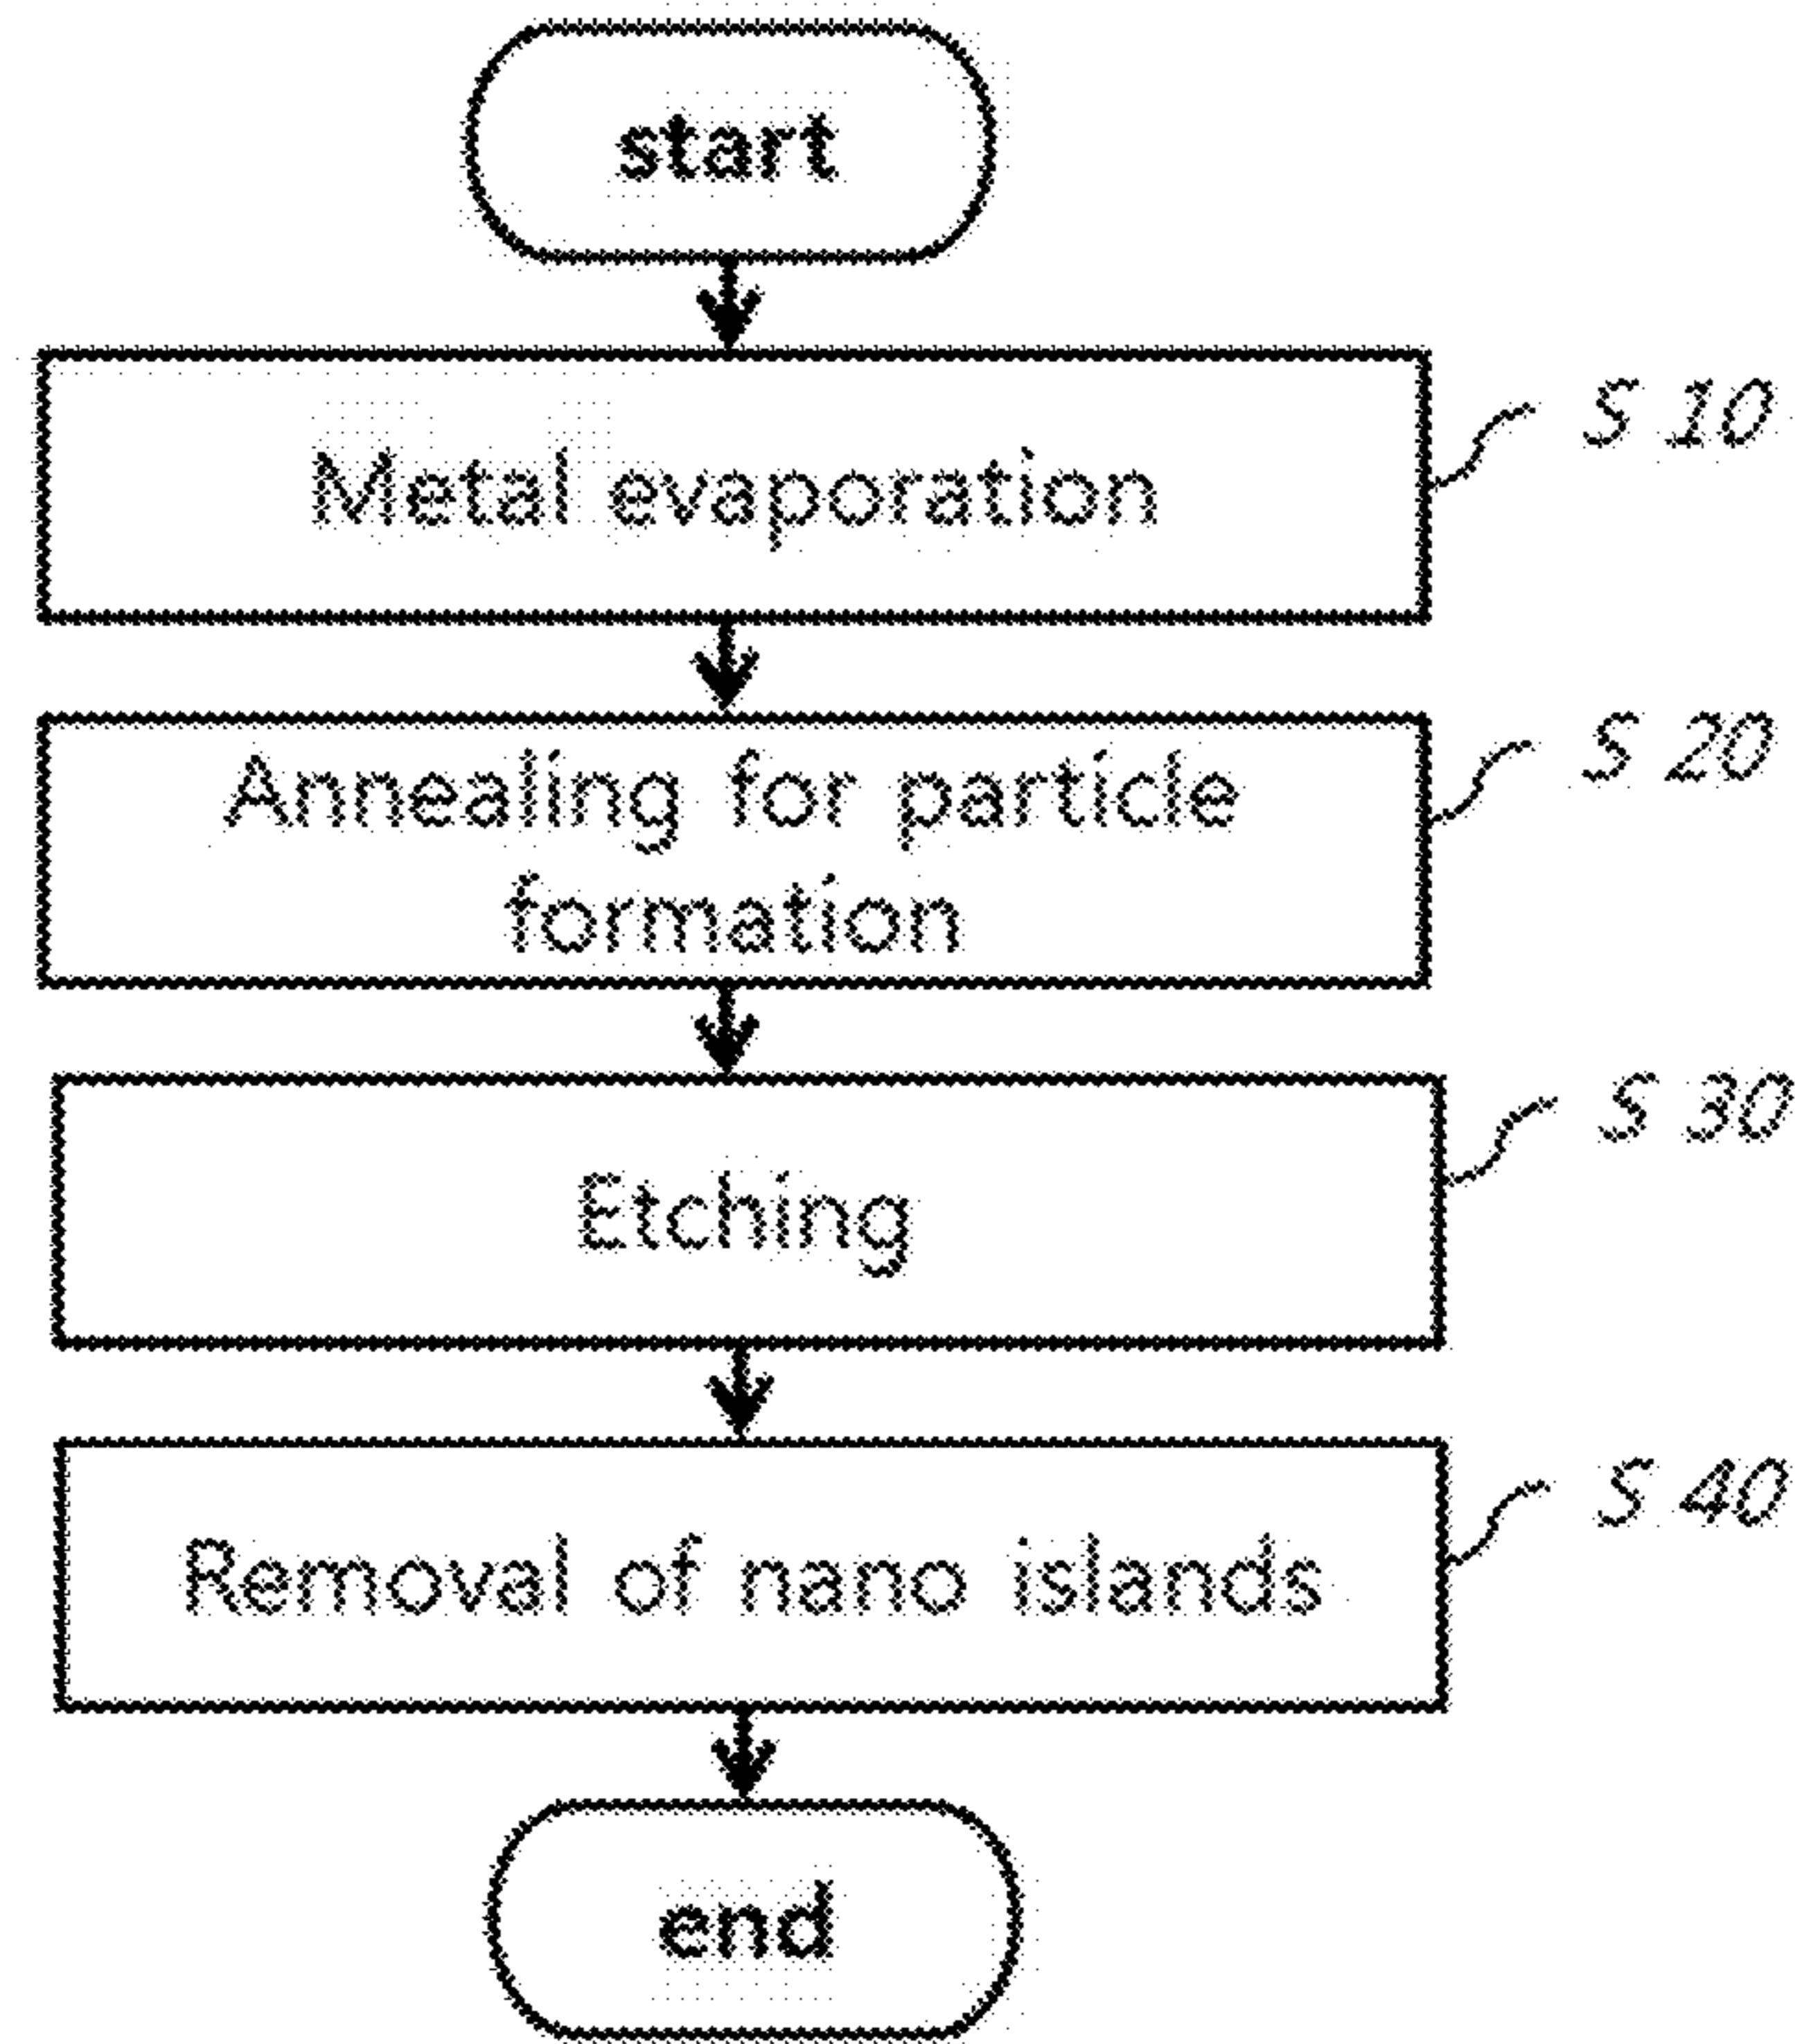 start
Metal evaporation
S 10
Annealing for particle
formation
S 20
Etching
S 30
Removal of nano islands
S 40
end